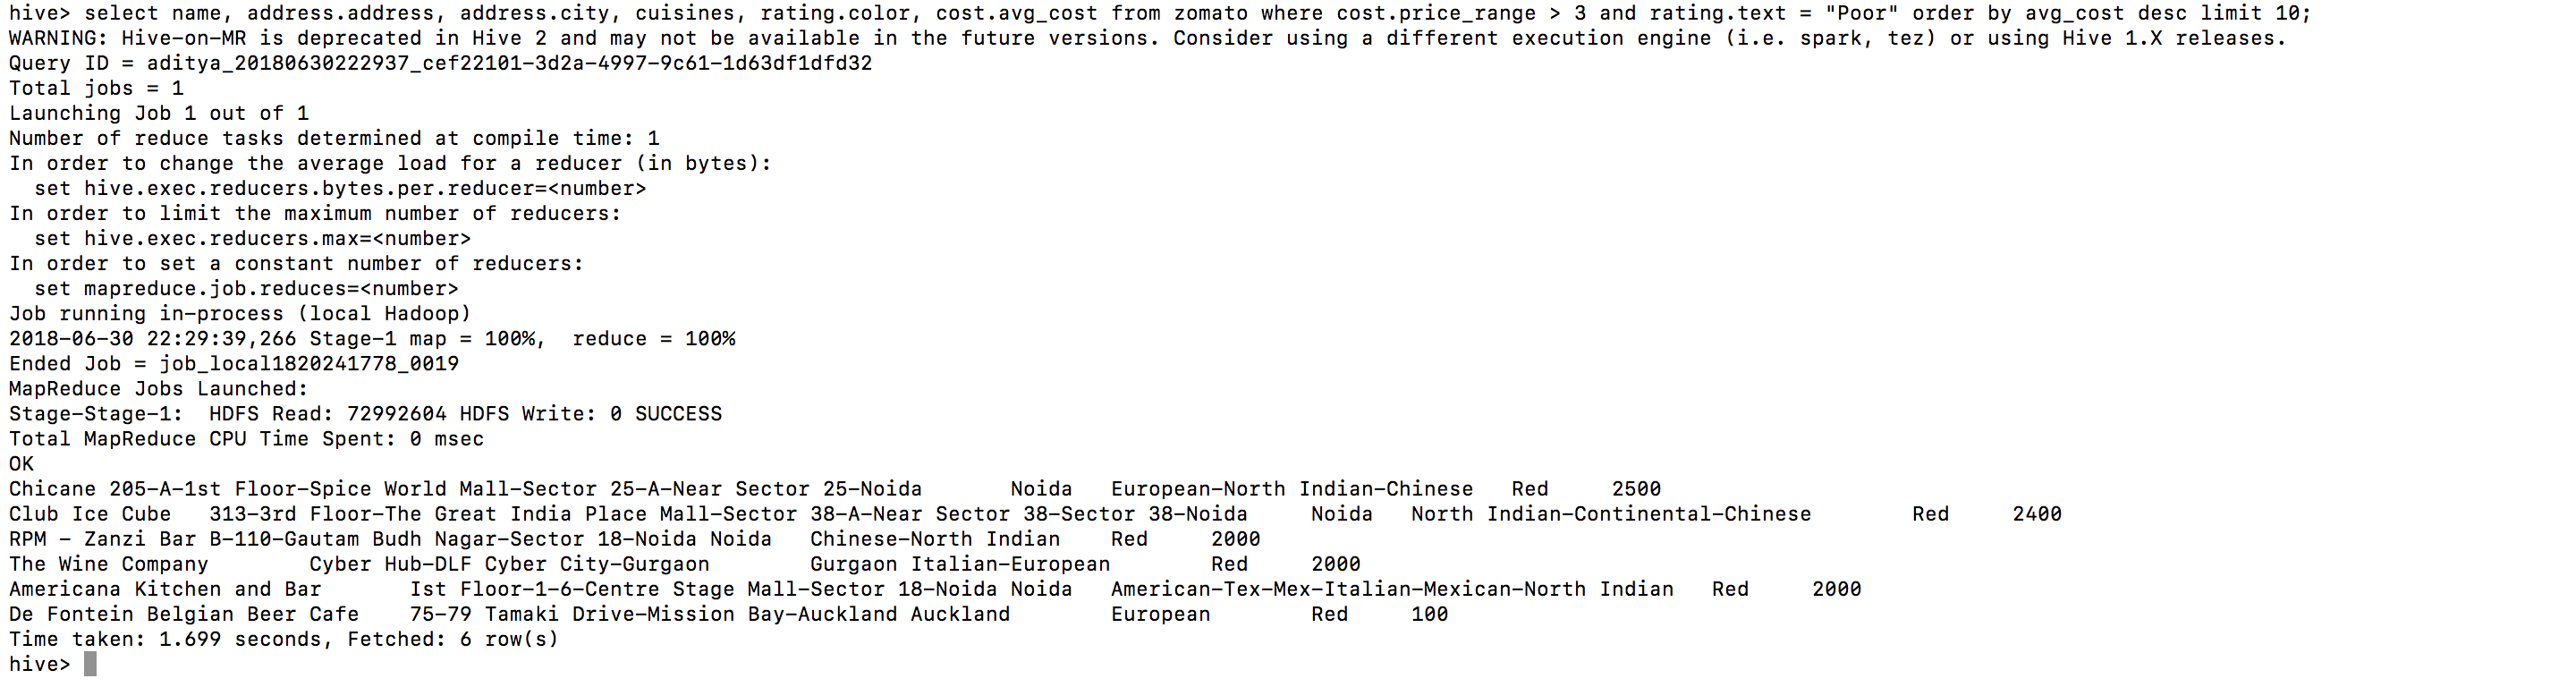 hive> select name, address.address, address.city, cuisines, rating.color, cost.avg_cost from zomato where cost.price_range > 3 and rating.text = "Poor" order by avg_cost desc limit 10;
WARNING: Hive-on-MR is deprecated in Hive 2 and may not be available in the future versions. Consider using a different execution engine (i.e. spark, tez) or using Hive 1.X releases.
Query ID = aditya_20180630222937_cef22101-3d2a-4997-9c61-1d63df1dfd32
Total jobs = 1
Launching Job 1 out of 1
Number of reduce tasks determined at compile time: 1
In order to change the average load for a reducer (in bytes):
  set hive.exec.reducers.bytes.per.reducer=<number>
In order to limit the maximum number of reducers:
  set hive.exec.reducers.max=<number>
In order to set a constant number of reducers:
  set mapreduce.job.reduces=<number>
Job running in-process (local Hadoop)
2018-06-30 22:29:39,266 Stage-1 map = 100%,  reduce = 100%
Ended Job = job_local1820241778_0019
MapReduce Jobs Launched:
Stage-Stage-1:  HDFS Read: 72992604 HDFS Write: 0 SUCCESS
Total MapReduce CPU Time Spent: 0 msec
OK
Chicane 205-A-1st Floor-Spice World Mall-Sector 25-A-Near Sector 25-Noida       Noida   European-North Indian-Chinese   Red     2500
Club Ice Cube   313-3rd Floor-The Great India Place Mall-Sector 38-A-Near Sector 38-Sector 38-Noida     Noida   North Indian-Continental-Chinese        Red     2400
RPM - Zanzi Bar B-110-Gautam Budh Nagar-Sector 18-Noida Noida   Chinese-North Indian    Red     2000
The Wine Company        Cyber Hub-DLF Cyber City-Gurgaon        Gurgaon Italian-European        Red     2000
Americana Kitchen and Bar       Ist Floor-1-6-Centre Stage Mall-Sector 18-Noida Noida   American-Tex-Mex-Italian-Mexican-North Indian   Red     2000
De Fontein Belgian Beer Cafe    75-79 Tamaki Drive-Mission Bay-Auckland Auckland        European        Red     100
Time taken: 1.699 seconds, Fetched: 6 row(s)
hive>